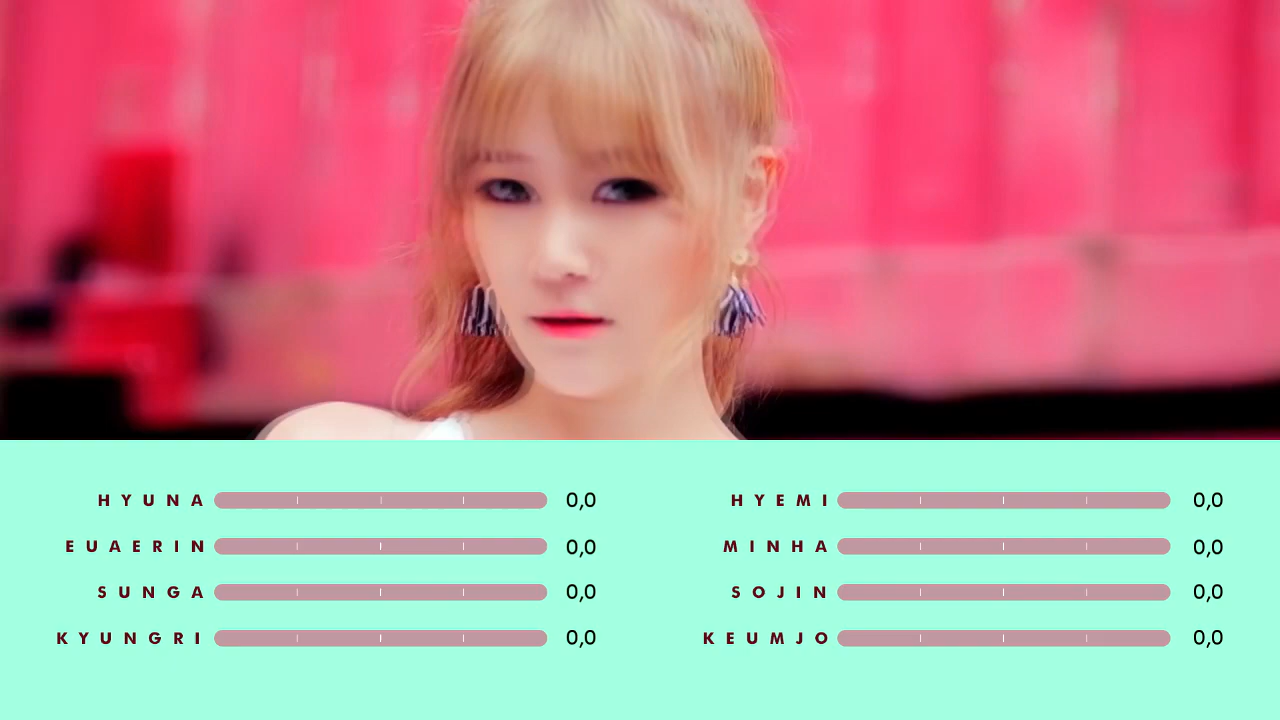 HYUNA 0,0
HYEMI 0,0
EUAERIN 0,0
MINHA 0,0
SUNGA 0,0
SOJIN 0,0
KYUNGRI 0,0
KEUMJO 0,0